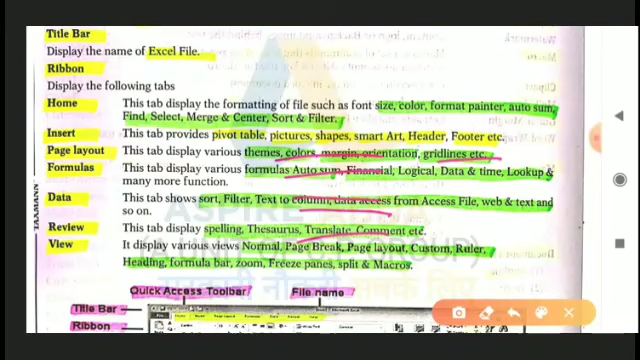 Title Bar
Display the name of Excel File.
Ribbon
Display the following tabs
Home This tab display the formatting of file such as font size, color, format painter, auto sum,
Find, Select, Merge & Center, Sort & Filter.
Insert This tab provides pivot table, pictures, shapes, smart Art, Header, Footer etc.
Page layout This tab display various themes, colors, margin, orientation, gridlines etc.
Formulas This tab display various formulas Auto sum, Financial, Logical, Data & time, Lookup &
many more function.
Data This tab shows sort, Filter, Text to column, data access from Access File, web & text and
so on.
Review This tab display spelling, Thesaurus, Translate, Comment etc.
View It display various views Normal, Page Break, Page layout, Custom, Ruler,
Heading, formula bar, zoom, Freeze panes, split & Macros.
TAXMANN
Quick Access Toolbar File name
Title Bar
Ribbon